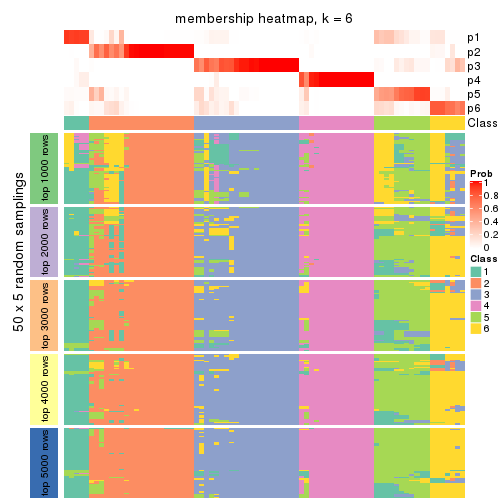 membership heatmap, k = 6
p1
p2
p3
p4
p5
p6
Class
50 x 5 random samplings
top 1000 rows
top 2000 rows
top 3000 rows
top 4000 rows
top 5000 rows
Prob
1
0.8
0.6
0.4
0.2
0
Class
1
2
3
4
5
6